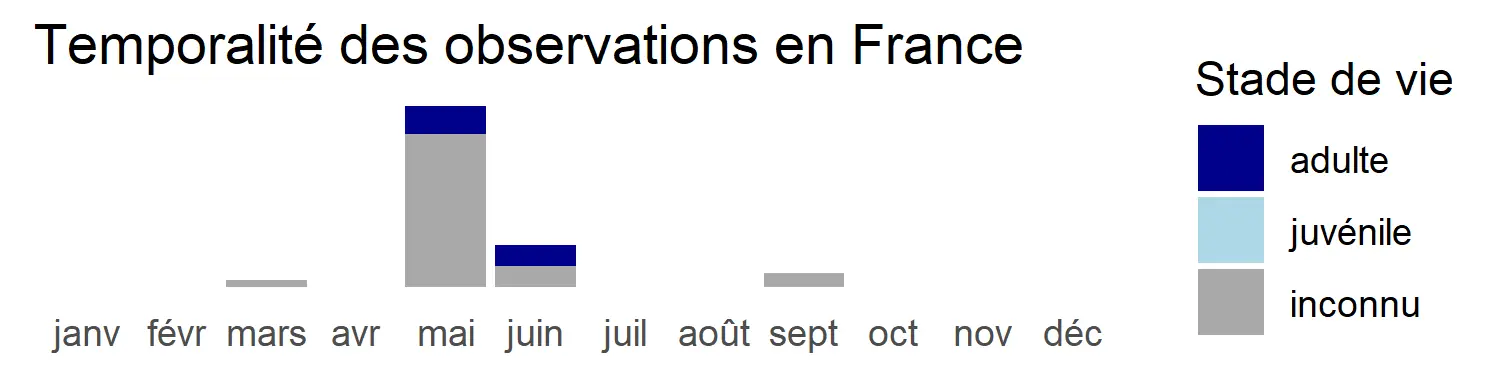 Temporalité des observations en France
janv févr mars avr mai juin juil août sept oct nov déc
Stade de vie
adulte
juvénile
inconnu